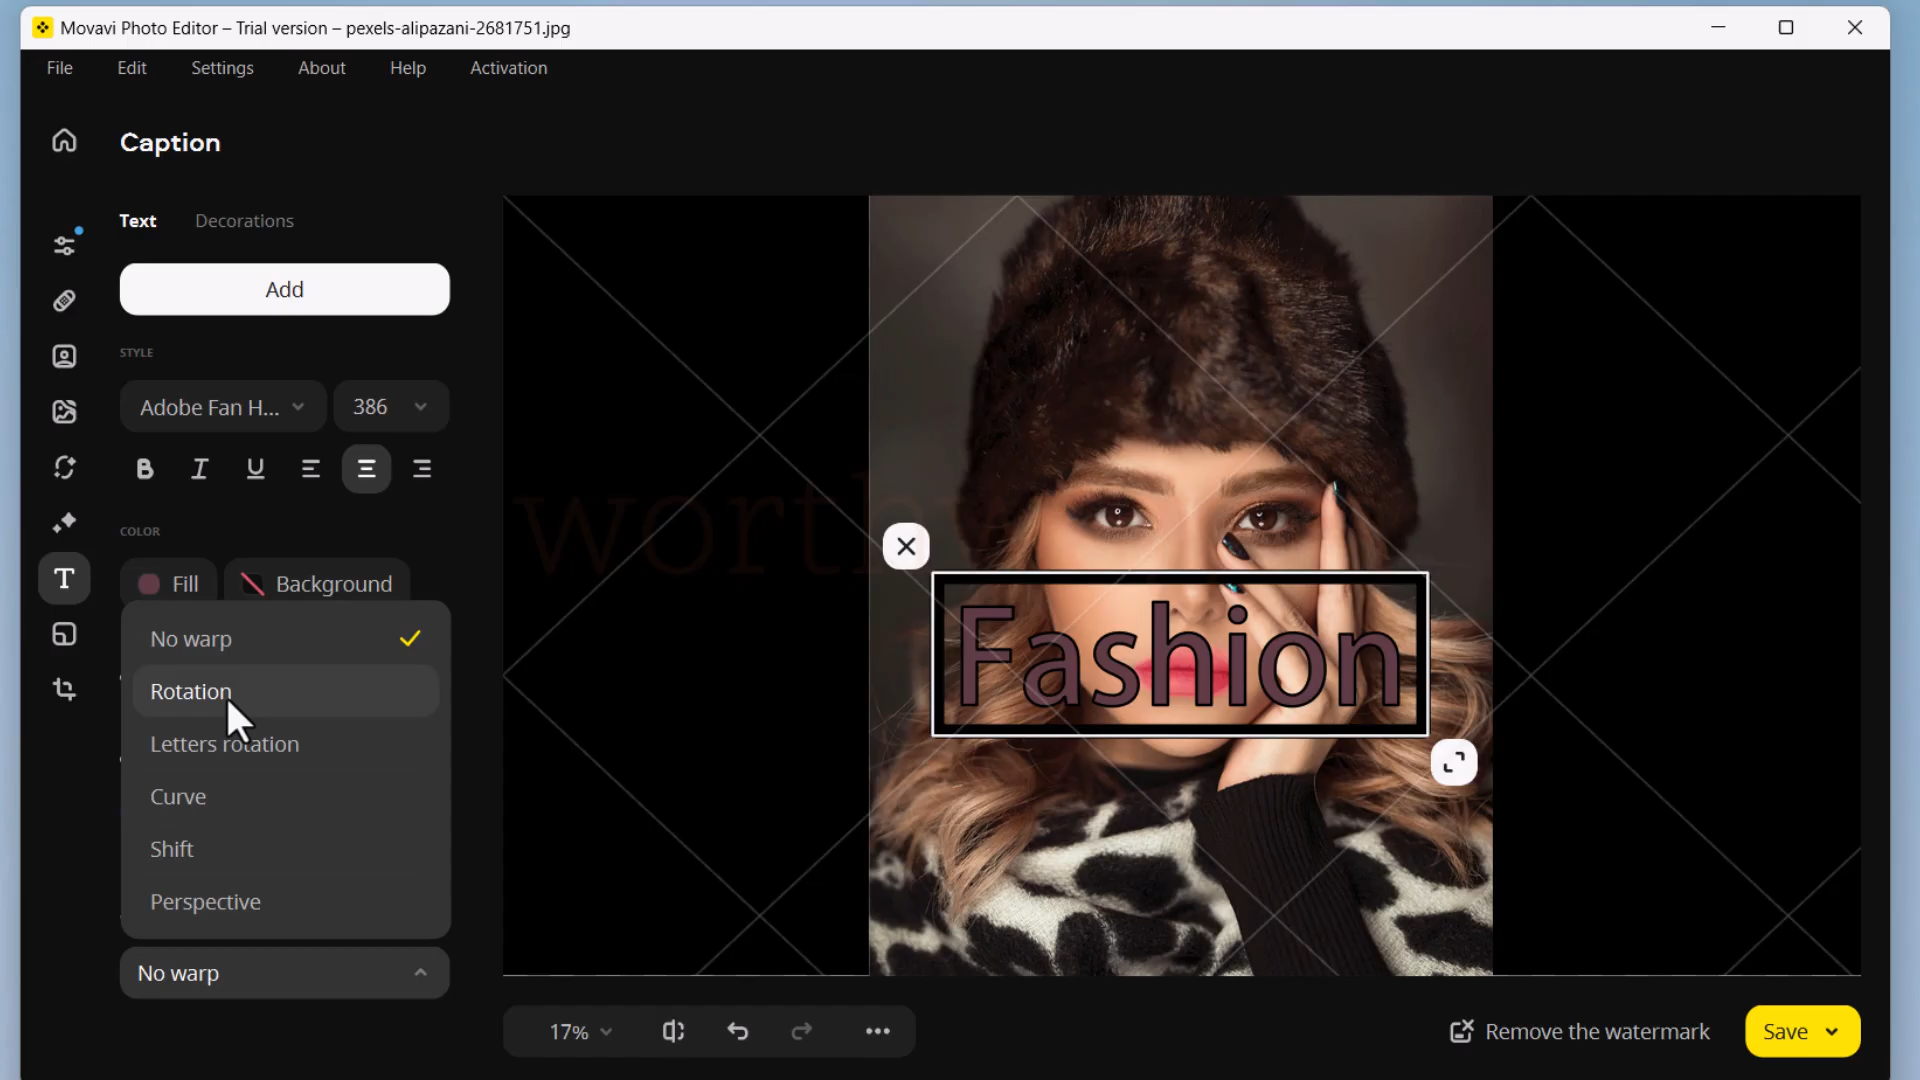 Movavi Photo Editor – Trial version – pexels-alipazani-2681751.jpg
File Edit Settings About Help Activation
Caption
Text Decorations
Add
STYLE
Adobe Fan H... 386
B I U
COLOR
Fill Background
No warp
Rotation
Letters rotation
Curve
Shift
Perspective
No warp
worthy
Fashion
17%
Remove the watermark
Save